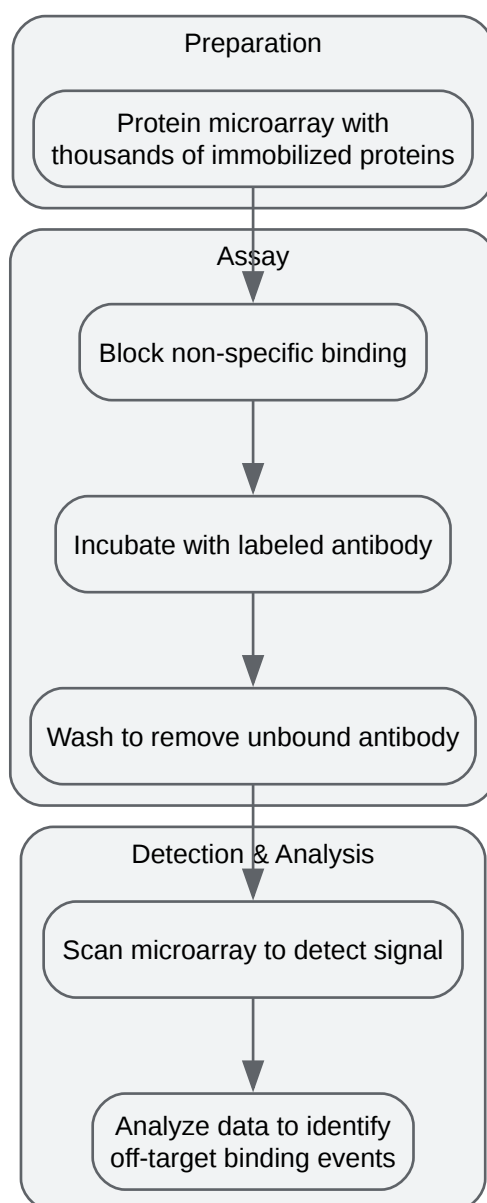 Preparation
Protein microarray with
thousands of immobilized proteins
Assay
Block non-specific binding
Incubate with labeled antibody
Wash to remove unbound antibody
Detection & Analysis
Scan microarray to detect signal
Analyze data to identify
off-target binding events